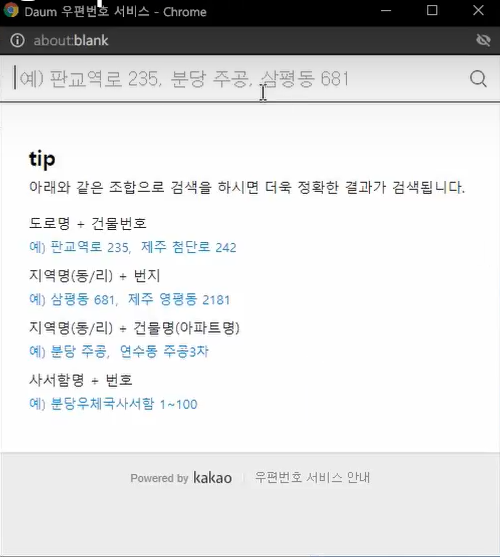 Daum 우편번호 서비스 - Chrome
about:blank
예) 판교역로 235, 분당 주공, 삼평동 681
tip
아래와 같은 조합으로 검색을 하시면 더욱 정확한 결과가 검색됩니다.
도로명 + 건물번호
예) 판교역로 235, 제주 첨단로 242
지역명(동/리) + 번지
예) 삼평동 681, 제주 영평동 2181
지역명(동/리) + 건물명(아파트명)
예) 분당 주공, 연수동 주공3차
사서함명 + 번호
예) 분당우체국사서함 1~100
Powered by kakao 우편번호 서비스 안내